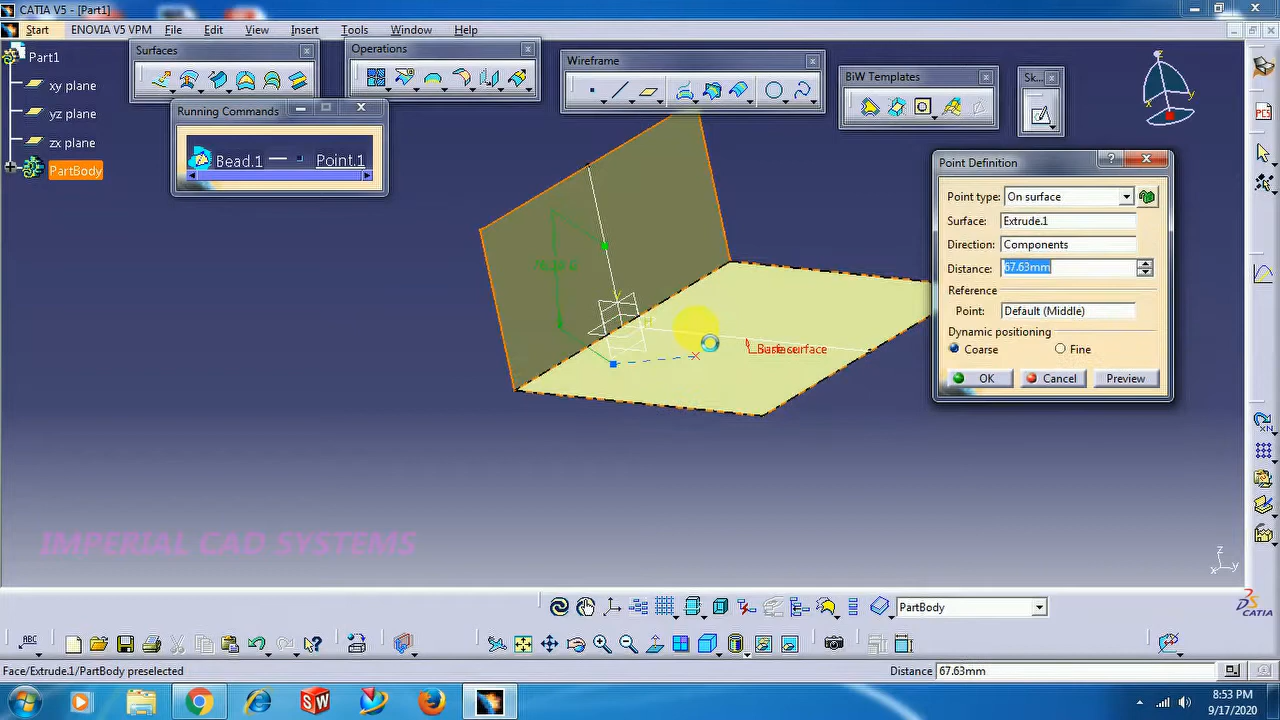 CATIA V5 - [Part1]
Start ENOVIA V5 VPM File Edit View Insert Tools Window Help
Part1
xy plane
yz plane
zx plane
PartBody
Surfaces
Operations
Wireframe
BiW Templates
Sk...
Running Commands
Bead.1 Point.1
Point Definition
Point type: On surface
Surface: Extrude.1
Direction: Components
Distance: 67.63mm
Reference
Point: Default (Middle)
Dynamic positioning
Coarse Fine
OK Cancel Preview
IMPERIAL CAD SYSTEMS
z
x y
PartBody
ABC
Face/Extrude.1/PartBody preselected
Distance 67.63mm
8:53 PM
9/17/2020